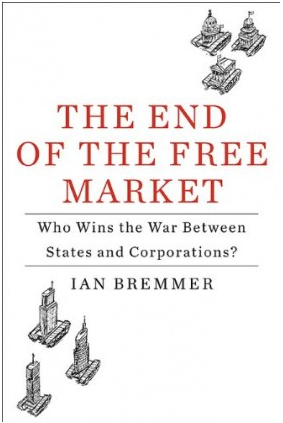 THE END
OF THE FREE
MARKET
Who Wins the War Between
States and Corporations?
IAN BREMMER